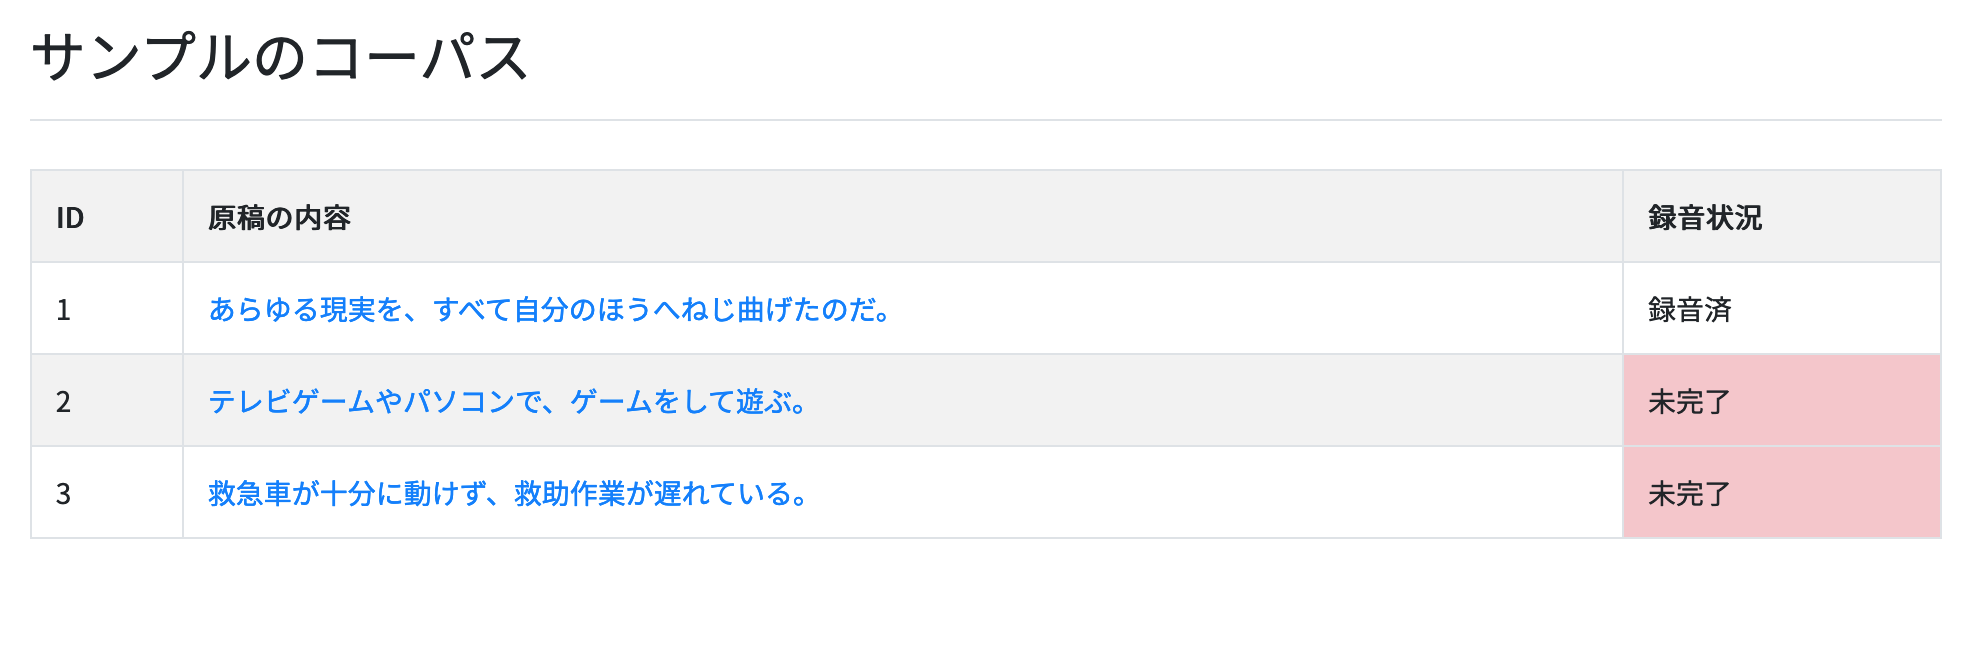 サンプルのコーパス
ID 原稿の内容 録音状況
1 あらゆる現実を、すべて自分のほうへねじ曲げたのだ。 録音済
2 テレビゲームやパソコンで、ゲームをして遊ぶ。 未完了
3 救急車が十分に動けず、救助作業が遅れている。 未完了